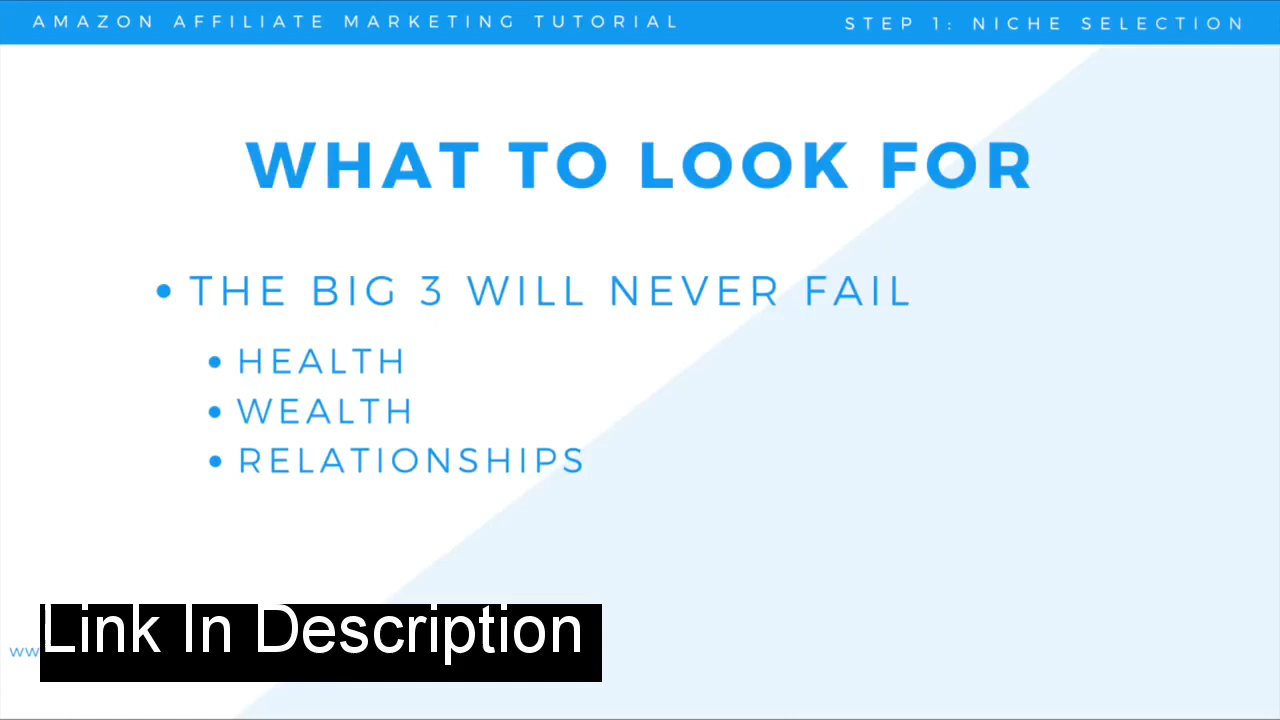 AMAZON AFFILIATE MARKETING TUTORIAL
STEP 1: NICHE SELECTION
WHAT TO LOOK FOR
• THE BIG 3 WILL NEVER FAIL
• HEALTH
• WEALTH
• RELATIONSHIPS
Link In Description